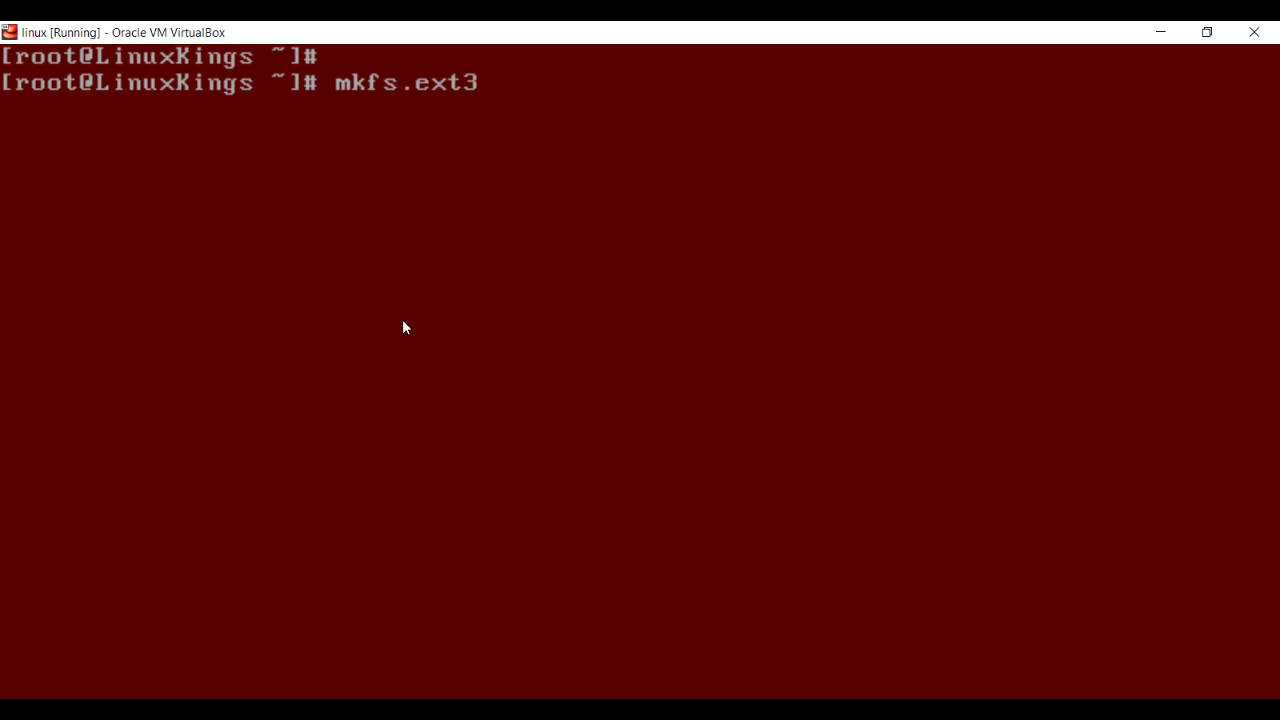 linux [Running] - Oracle VM VirtualBox
[root@LinuxKings ~]#
[root@LinuxKings ~]# mkfs.ext3